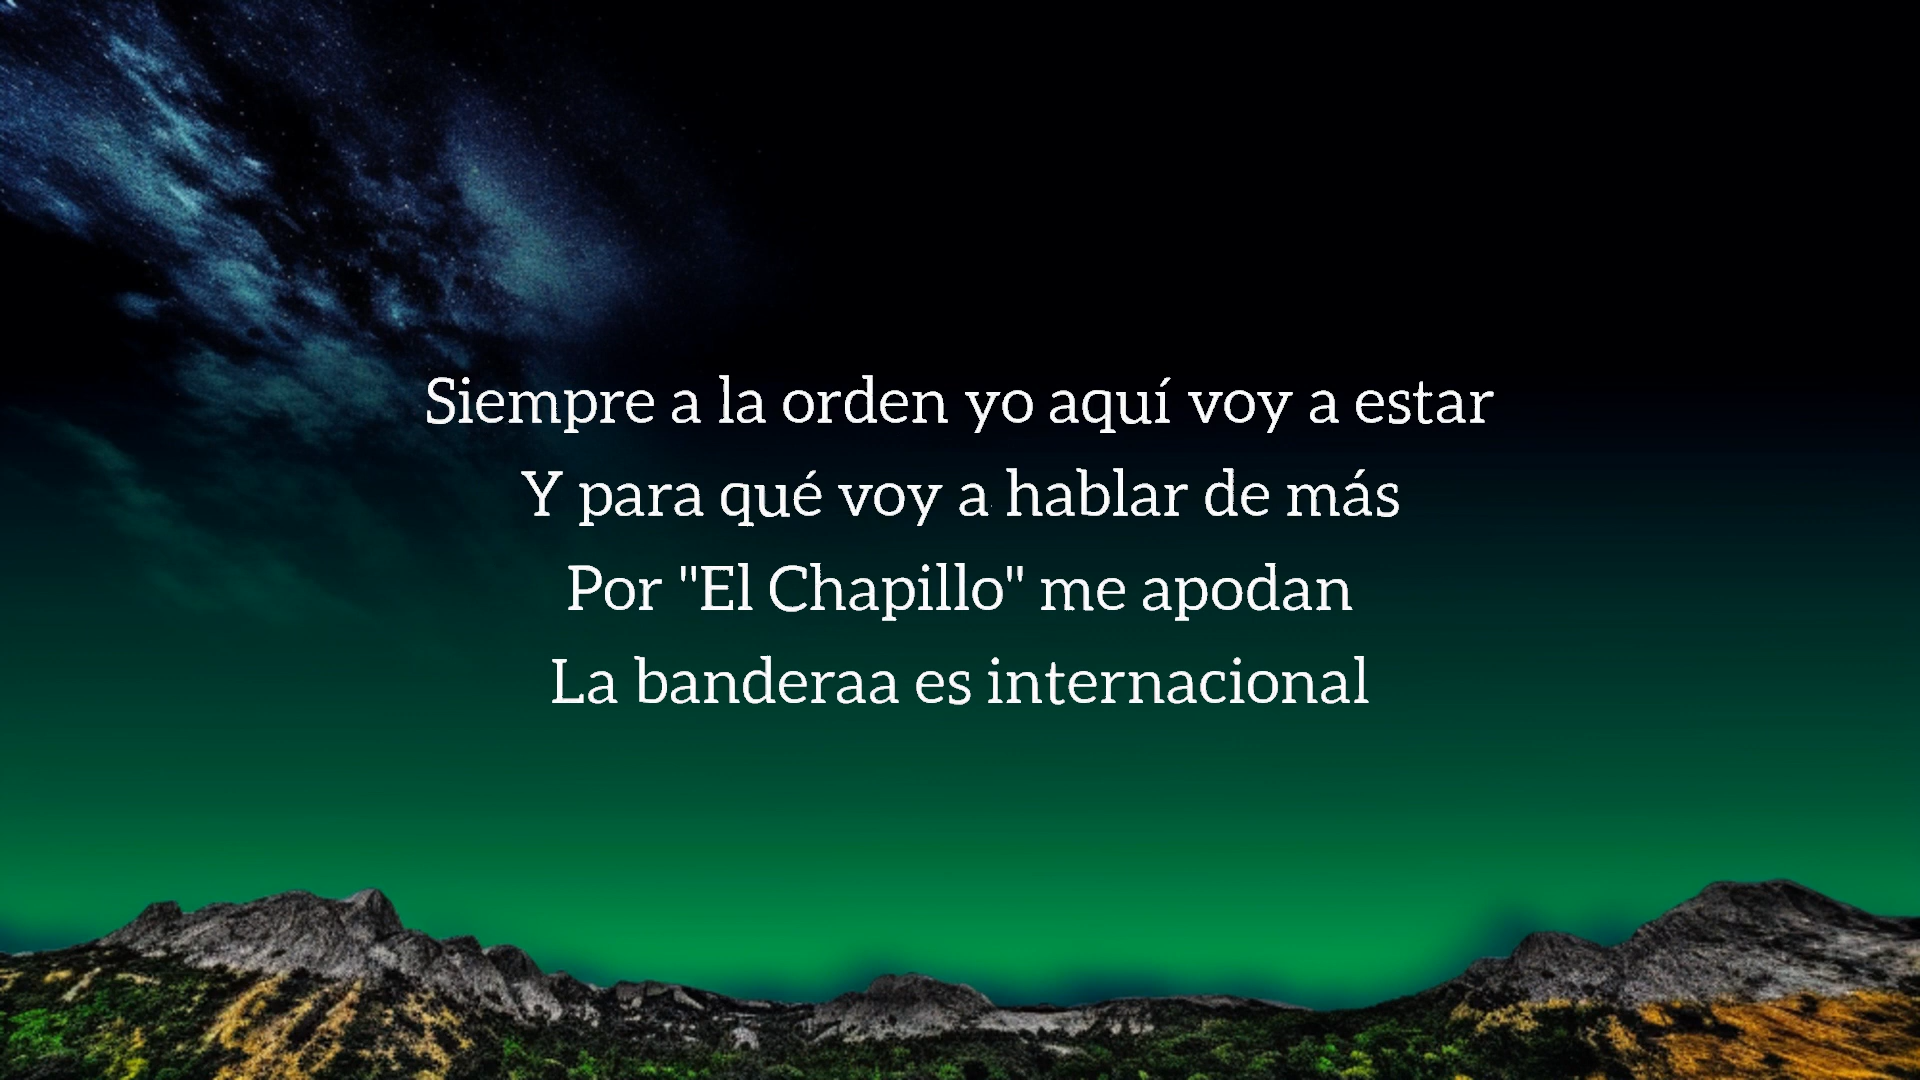 Siempre a la orden yo aquí voy a estar
Y para qué voy a hablar de más
Por "El Chapillo" me apodan
La banderaa es internacional